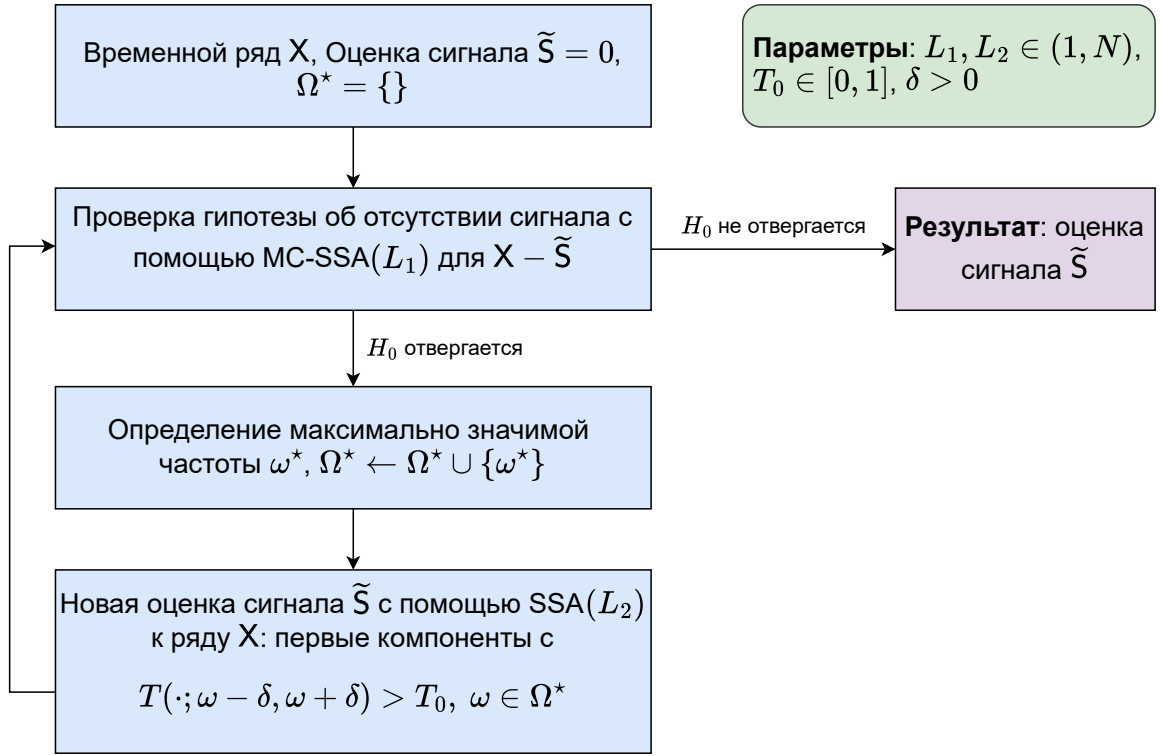 Временной ряд X, Оценка сигнала S̃ = 0,
Ω⋆ = {}
Параметры: L₁, L₂ ∈ (1, N),
T₀ ∈ [0, 1], δ > 0
Проверка гипотезы об отсутствии сигнала с
помощью MC-SSA(L₁) для X − S̃
H₀ не отвергается
Результат: оценка
сигнала S̃
H₀ отвергается
Определение максимально значимой
частоты ω⋆, Ω⋆ ← Ω⋆ ∪ {ω⋆}
Новая оценка сигнала S̃ с помощью SSA(L₂)
к ряду X: первые компоненты с
T(·; ω − δ, ω + δ) > T₀, ω ∈ Ω⋆